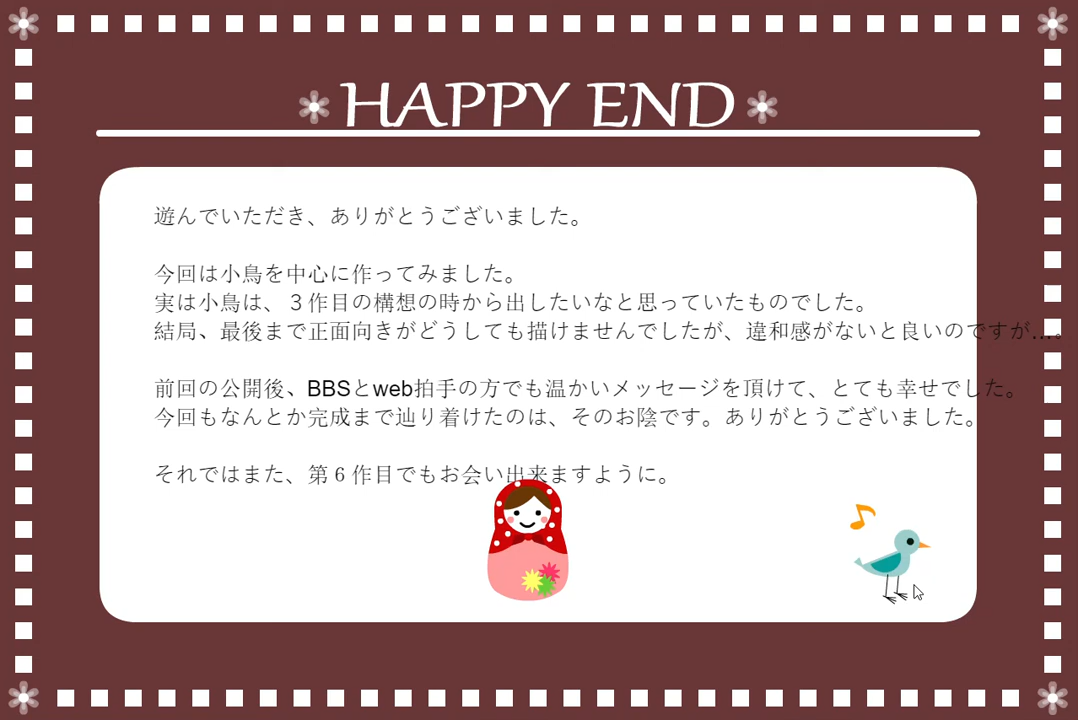 HAPPY END
遊んでいただき、ありがとうございました。
今回は小鳥を中心に作ってみました。
実は小鳥は、３作目の構想の時から出したいなと思っていたものでした。
結局、最後まで正面向きがどうしても描けませんでしたが、違和感がないと良いのですが…。
前回の公開後、BBSとweb拍手の方でも温かいメッセージを頂けて、とても幸せでした。
今回もなんとか完成まで辿り着けたのは、そのお陰です。ありがとうございました。
それではまた、第６作目でもお会い出来ますように。